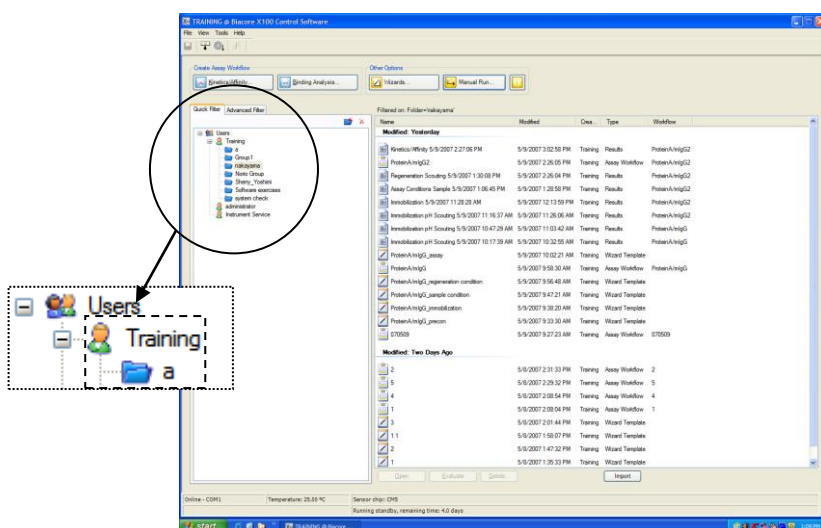 TRAINING @ Biacore X100 Control Software
File View Tools Help
Create Assay Workflow
Other Options
Kinetics/Affinity...
Binding Analysis...
Wizards...
Manual Run...
Quick Filter
Advanced Filter
Filtered on: Folder='nakayama'
Name Modified Crea... Type Workflow
Modified: Yesterday
Kinetics/Affinity 5/9/2007 2:27:06 PM 5/9/2007 3:02:58 PM Training Results ProteinA/mIgG2
ProteinA/mIgG2 5/9/2007 2:26:05 PM Training Assay Workflow ProteinA/mIgG2
Regeneration Scouting 5/9/2007 1:30:08 PM 5/9/2007 2:26:04 PM Training Results ProteinA/mIgG2
Assay Conditions Sample 5/9/2007 1:06:45 PM 5/9/2007 1:28:58 PM Training Results ProteinA/mIgG2
Immobilization 5/9/2007 11:28:28 AM 5/9/2007 12:13:59 PM Training Results ProteinA/mIgG2
Immobilization pH Scouting 5/9/2007 11:16:37 AM 5/9/2007 11:26:06 AM Training Results ProteinA/mIgG2
Immobilization pH Scouting 5/9/2007 10:47:29 AM 5/9/2007 11:03:42 AM Training Results ProteinA/mIgG
Immobilization pH Scouting 5/9/2007 10:17:39 AM 5/9/2007 10:32:55 AM Training Results ProteinA/mIgG
ProteinA/mIgG_assay 5/9/2007 10:02:21 AM Training Wizard Template
ProteinA/mIgG 5/9/2007 9:58:30 AM Training Assay Workflow ProteinA/mIgG
ProteinA/mIgG_regeneration condition 5/9/2007 9:56:48 AM Training Wizard Template
ProteinA/mIgG_sample condition 5/9/2007 9:47:21 AM Training Wizard Template
ProteinA/mIgG_immobilization 5/9/2007 9:38:20 AM Training Wizard Template
ProteinA/mIgG_precon 5/9/2007 9:33:30 AM Training Wizard Template
070509 5/9/2007 9:27:23 AM Training Assay Workflow 070509
Modified: Two Days Ago
2 5/8/2007 2:31:33 PM Training Assay Workflow 2
5 5/8/2007 2:29:32 PM Training Assay Workflow 5
4 5/8/2007 2:08:54 PM Training Assay Workflow 4
1 5/8/2007 2:08:04 PM Training Assay Workflow 1
3 5/8/2007 2:01:44 PM Training Wizard Template
1 1 5/8/2007 1:58:07 PM Training Wizard Template
2 5/8/2007 1:47:32 PM Training Wizard Template
1 5/8/2007 1:35:33 PM Training Wizard Template
Users
Training
a
Group1
nakayama
Norio Group
Sherry_Yoshimi
Software exercises
system check
administrator
Instrument Service
Users
Training
a
Open
Evaluate
Delete...
Import
Online - COM1 Temperature: 25.00 ºC Sensor chip: CM5
Running standby, remaining time: 4.0 days
start
TRAINING @ Biacore ...